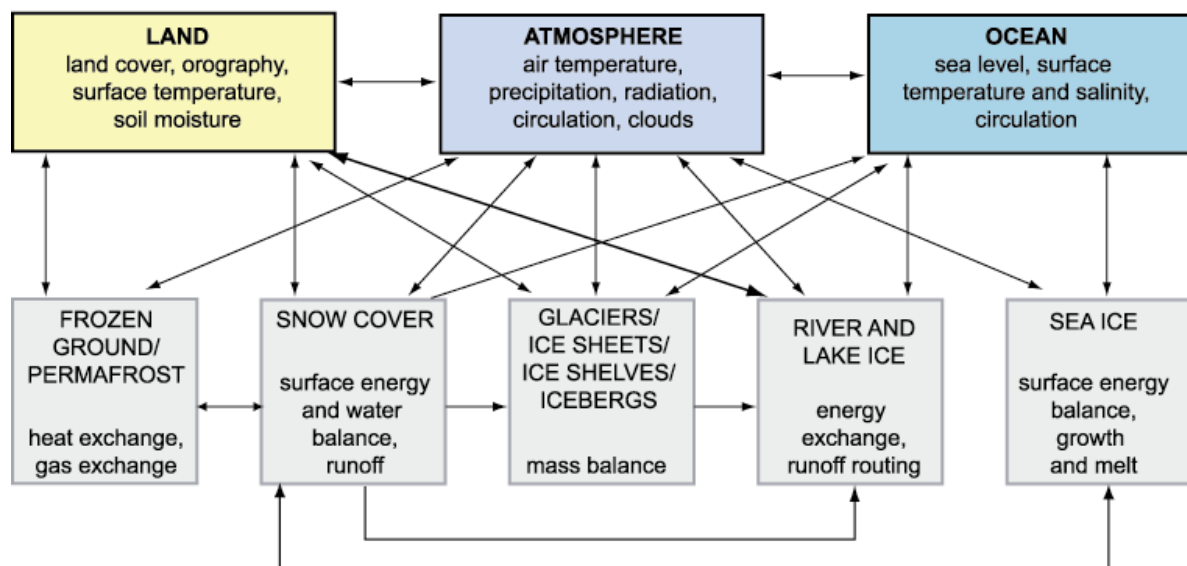 LAND
land cover, orography,
surface temperature,
soil moisture
ATMOSPHERE
air temperature,
precipitation, radiation,
circulation, clouds
OCEAN
sea level, surface
temperature and salinity,
circulation
FROZEN
GROUND/
PERMAFROST
heat exchange,
gas exchange
SNOW COVER
surface energy
and water
balance,
runoff
GLACIERS/
ICE SHEETS/
ICE SHELVES/
ICEBERGS
mass balance
RIVER AND
LAKE ICE
energy
exchange,
runoff routing
SEA ICE
surface energy
balance,
growth
and melt